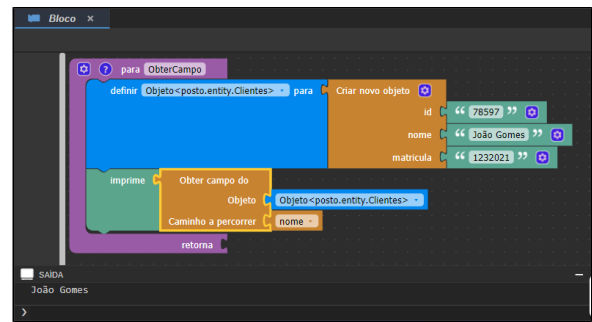 Bloco ×
? para ObterCampo
definir Objeto<posto.entity.Clientes> para Criar novo objeto
id “ 78597 ”
nome “ João Gomes ”
matricula “ 1232021 ”
imprime Obter campo do
Objeto Objeto<posto.entity.Clientes>
Caminho a percorrer nome
retorna
SAÍDA
João Gomes
>